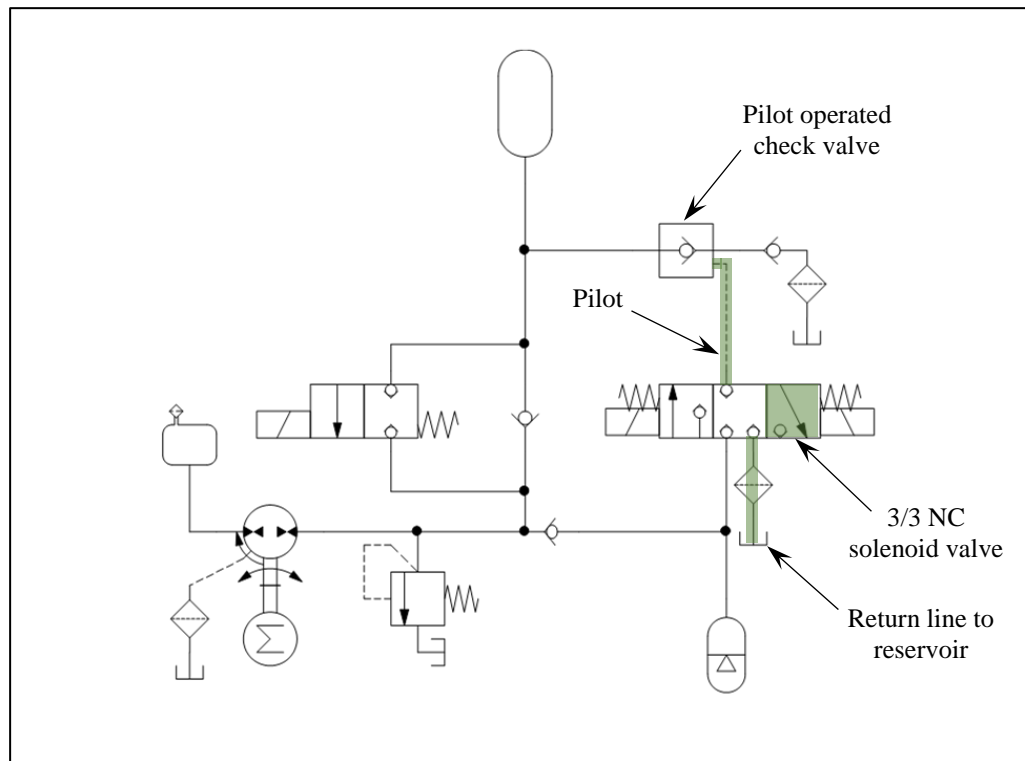 Pilot operated
check valve
Pilot
3/3 NC
solenoid valve
Return line to
reservoir